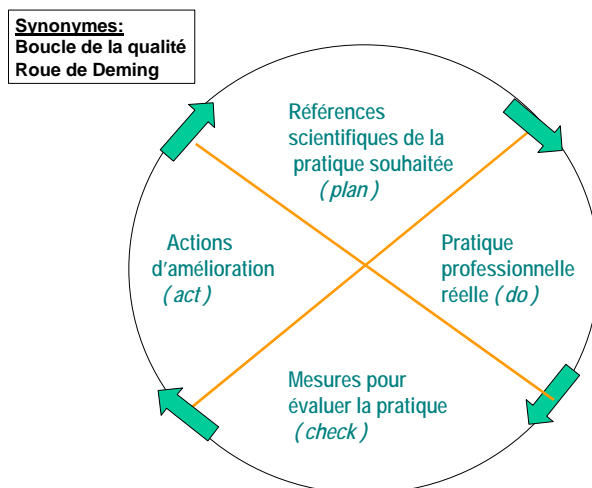 Synonymes:
Boucle de la qualité
Roue de Deming
Références
scientifiques de la
pratique souhaitée
(plan)
Actions
d'amélioration
(act)
Pratique
professionnelle
réelle (do)
Mesures pour
évaluer la pratique
(check)